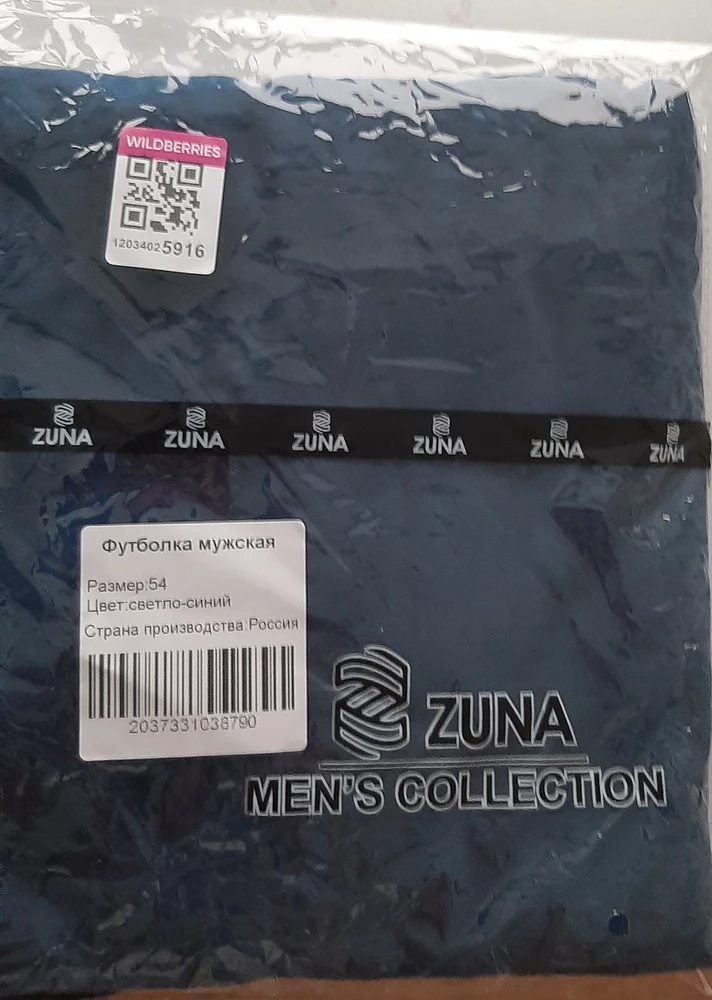 WILDBERRIES
12034025916
ZUNA ZUNA ZUNA ZUNA ZUNA ZUNA
Футболка мужская
Размер:54
Цвет:светло-синий
Страна производства:Россия
2037331038790
ZUNA
MEN'S COLLECTION